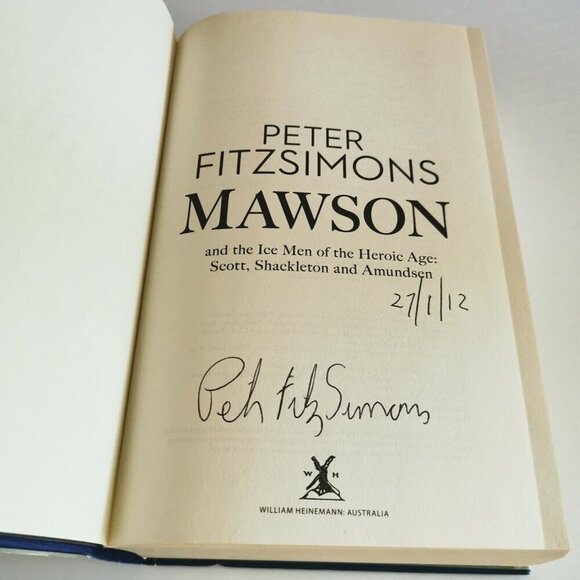 PETER
FITZSIMONS
MAWSON
and the Ice Men of the Heroic Age:
Scott, Shackleton and Amundsen
27/1/12
Peter FitzSimons
W H
WILLIAM HEINEMANN: AUSTRALIA